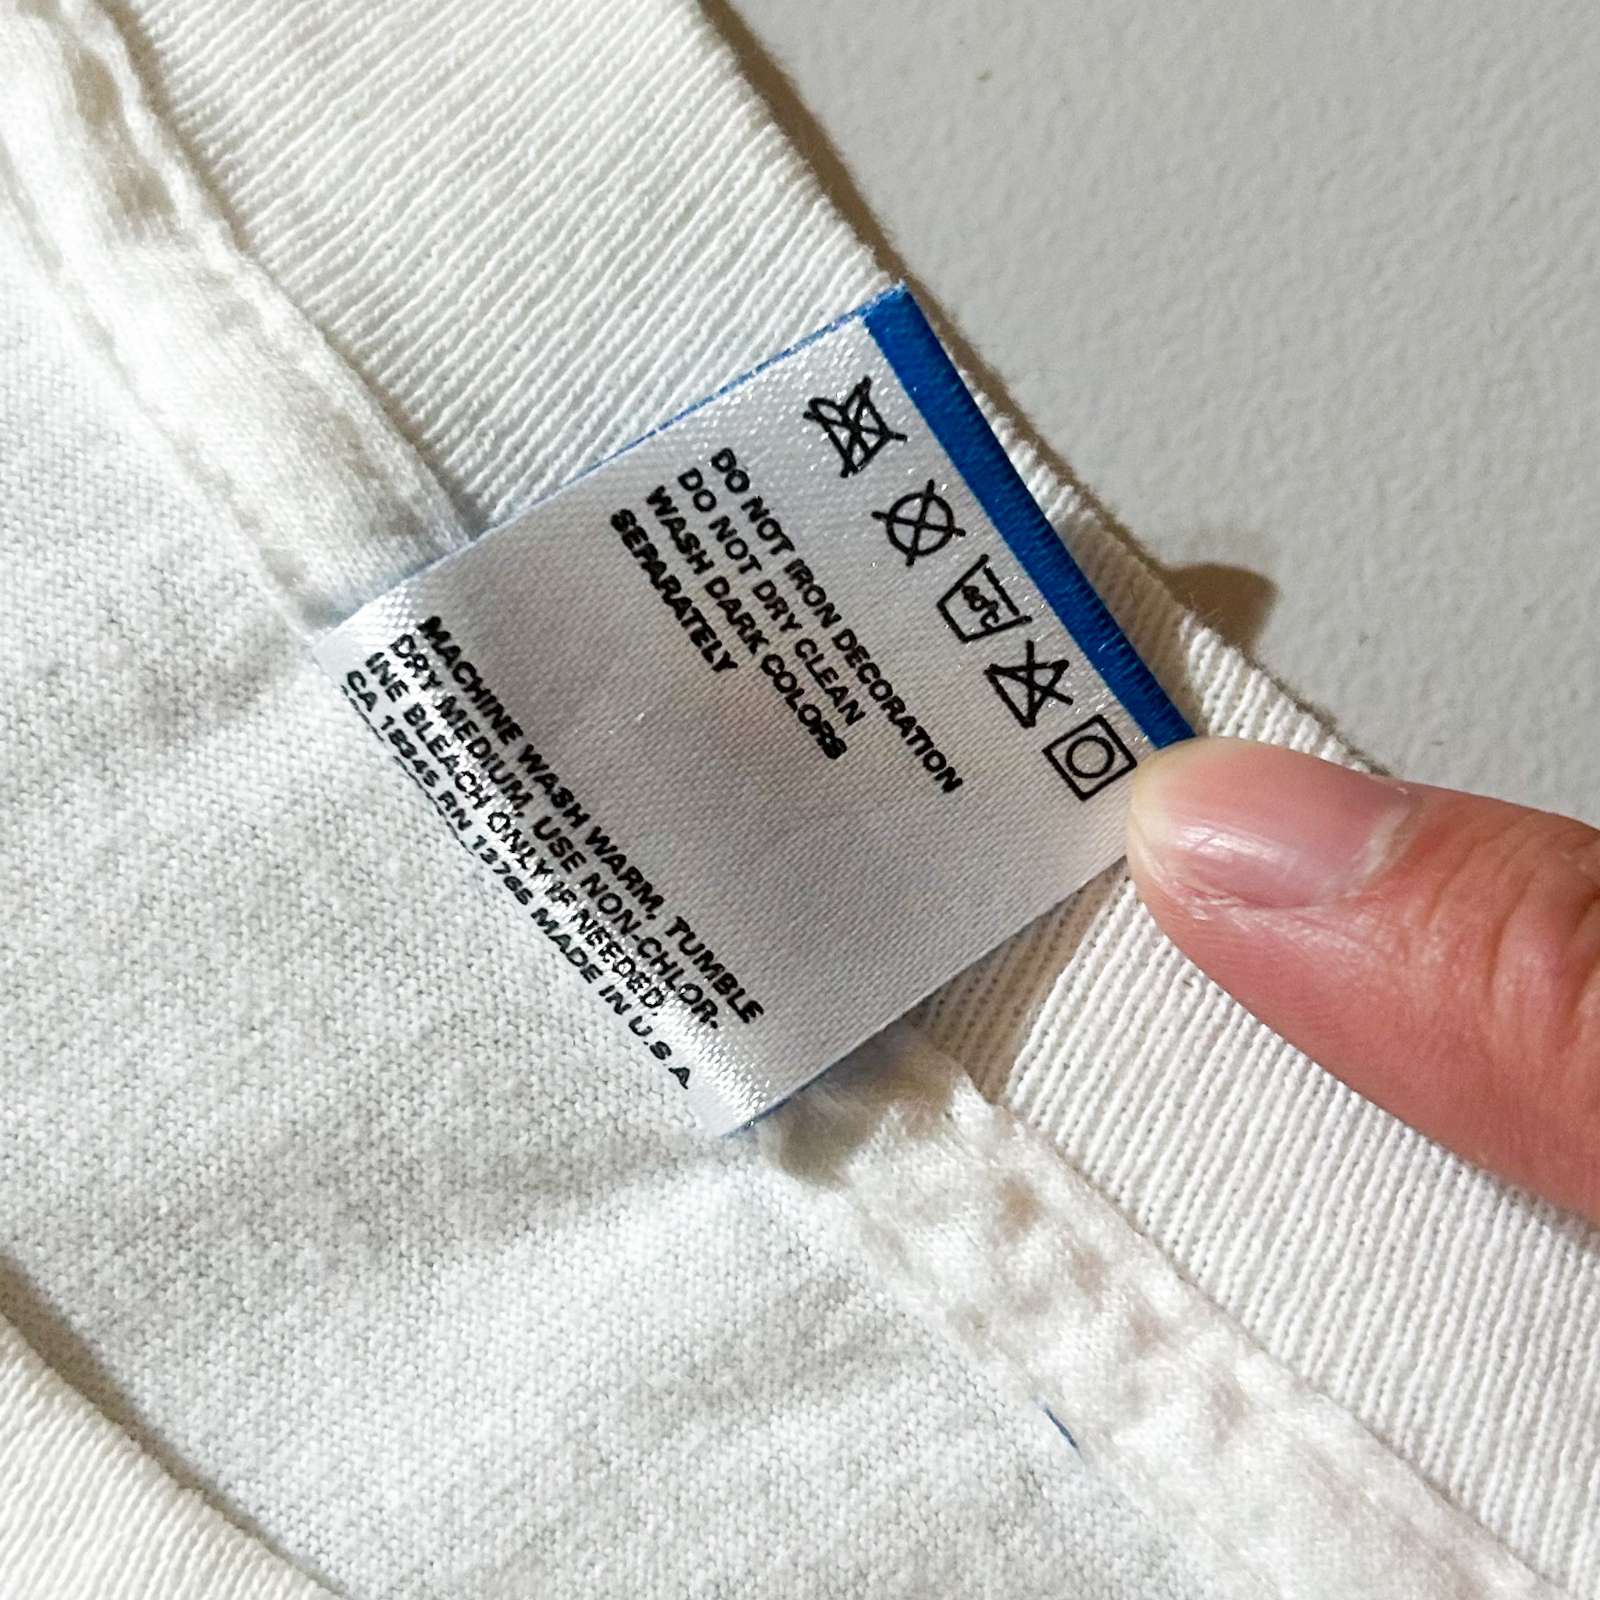 40°C
DO NOT IRON DECORATION
DO NOT DRY CLEAN
WASH DARK COLORS
SEPARATELY
MACHINE WASH WARM, TUMBLE
DRY MEDIUM, USE NON-CHLOR-
INE BLEACH ONLY IF NEEDED,
CA 18345 RN 13765 MADE IN U.S.A